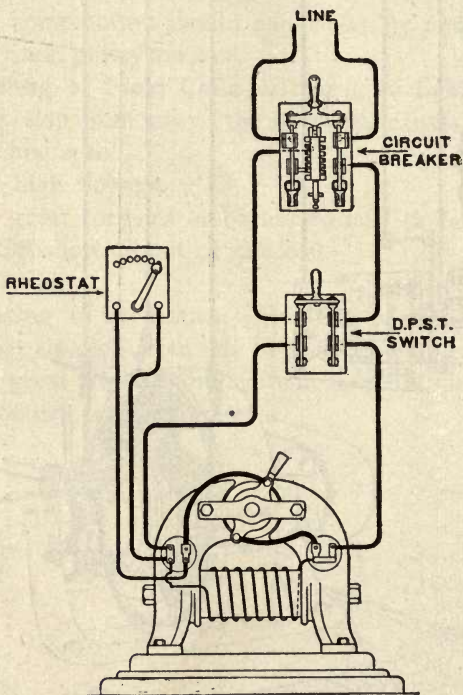 LINE
CIRCUIT
BREAKER
RHEOSTAT
D.P.S.T.
SWITCH